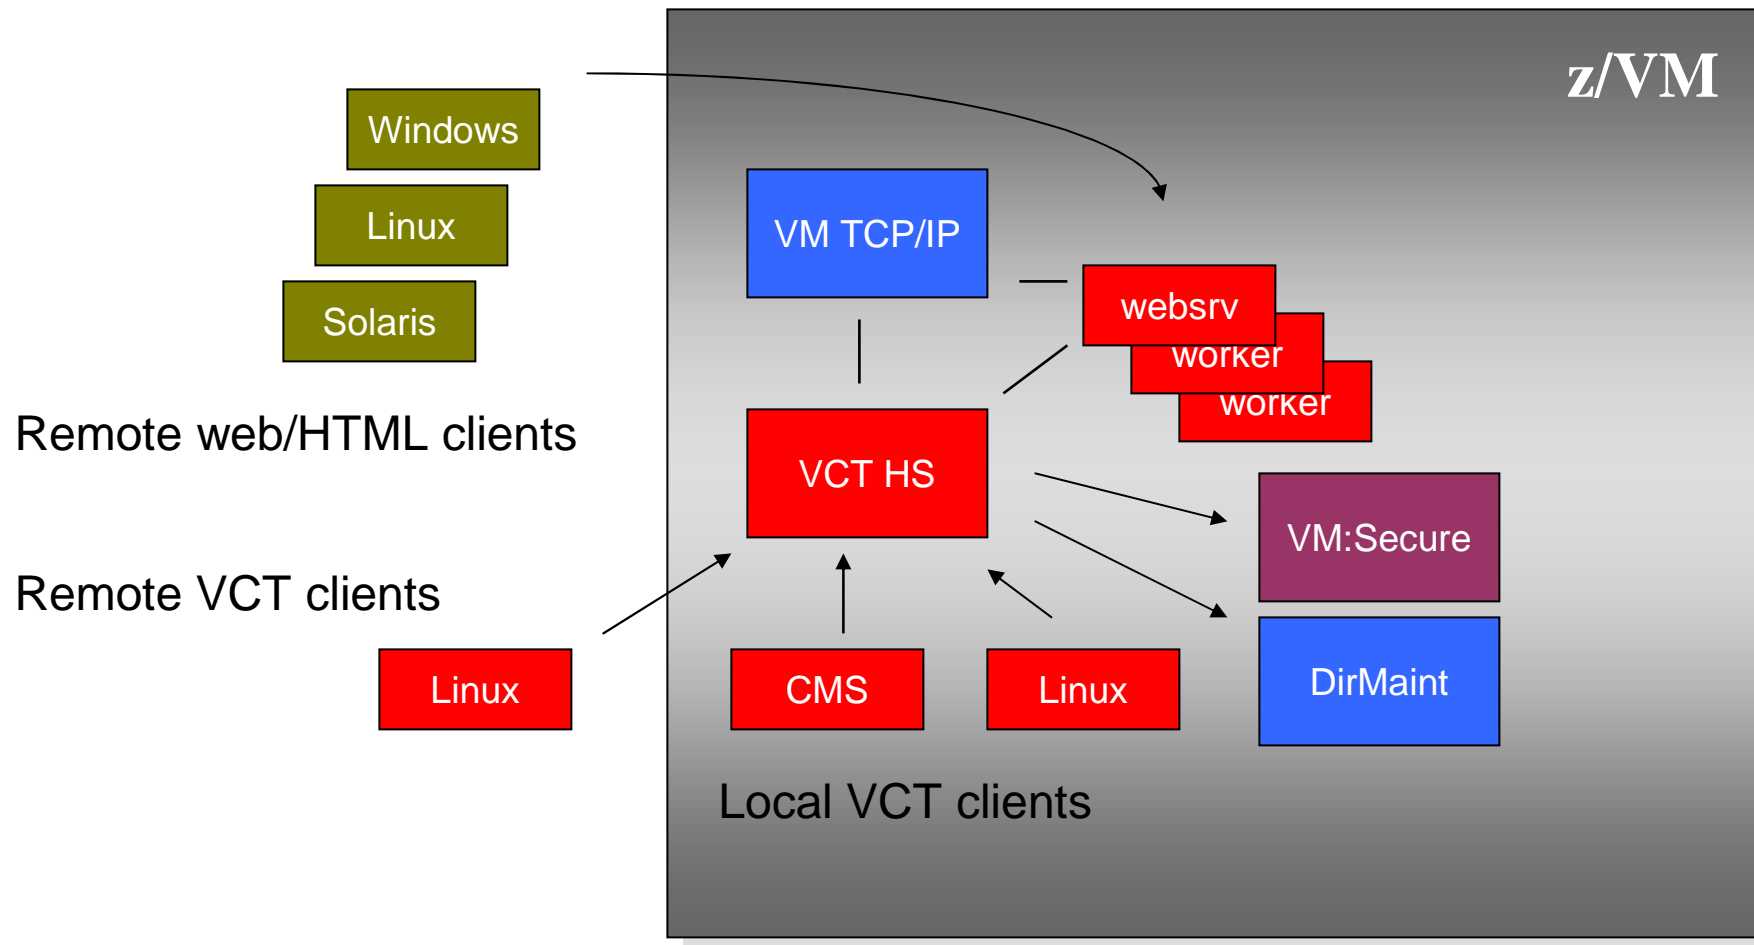 z/VM
Windows
Linux
Solaris
Remote web/HTML clients
VM TCP/IP
websrv
worker
worker
VCT HS
VM:Secure
DirMaint
Remote VCT clients
Linux
CMS
Linux
Local VCT clients